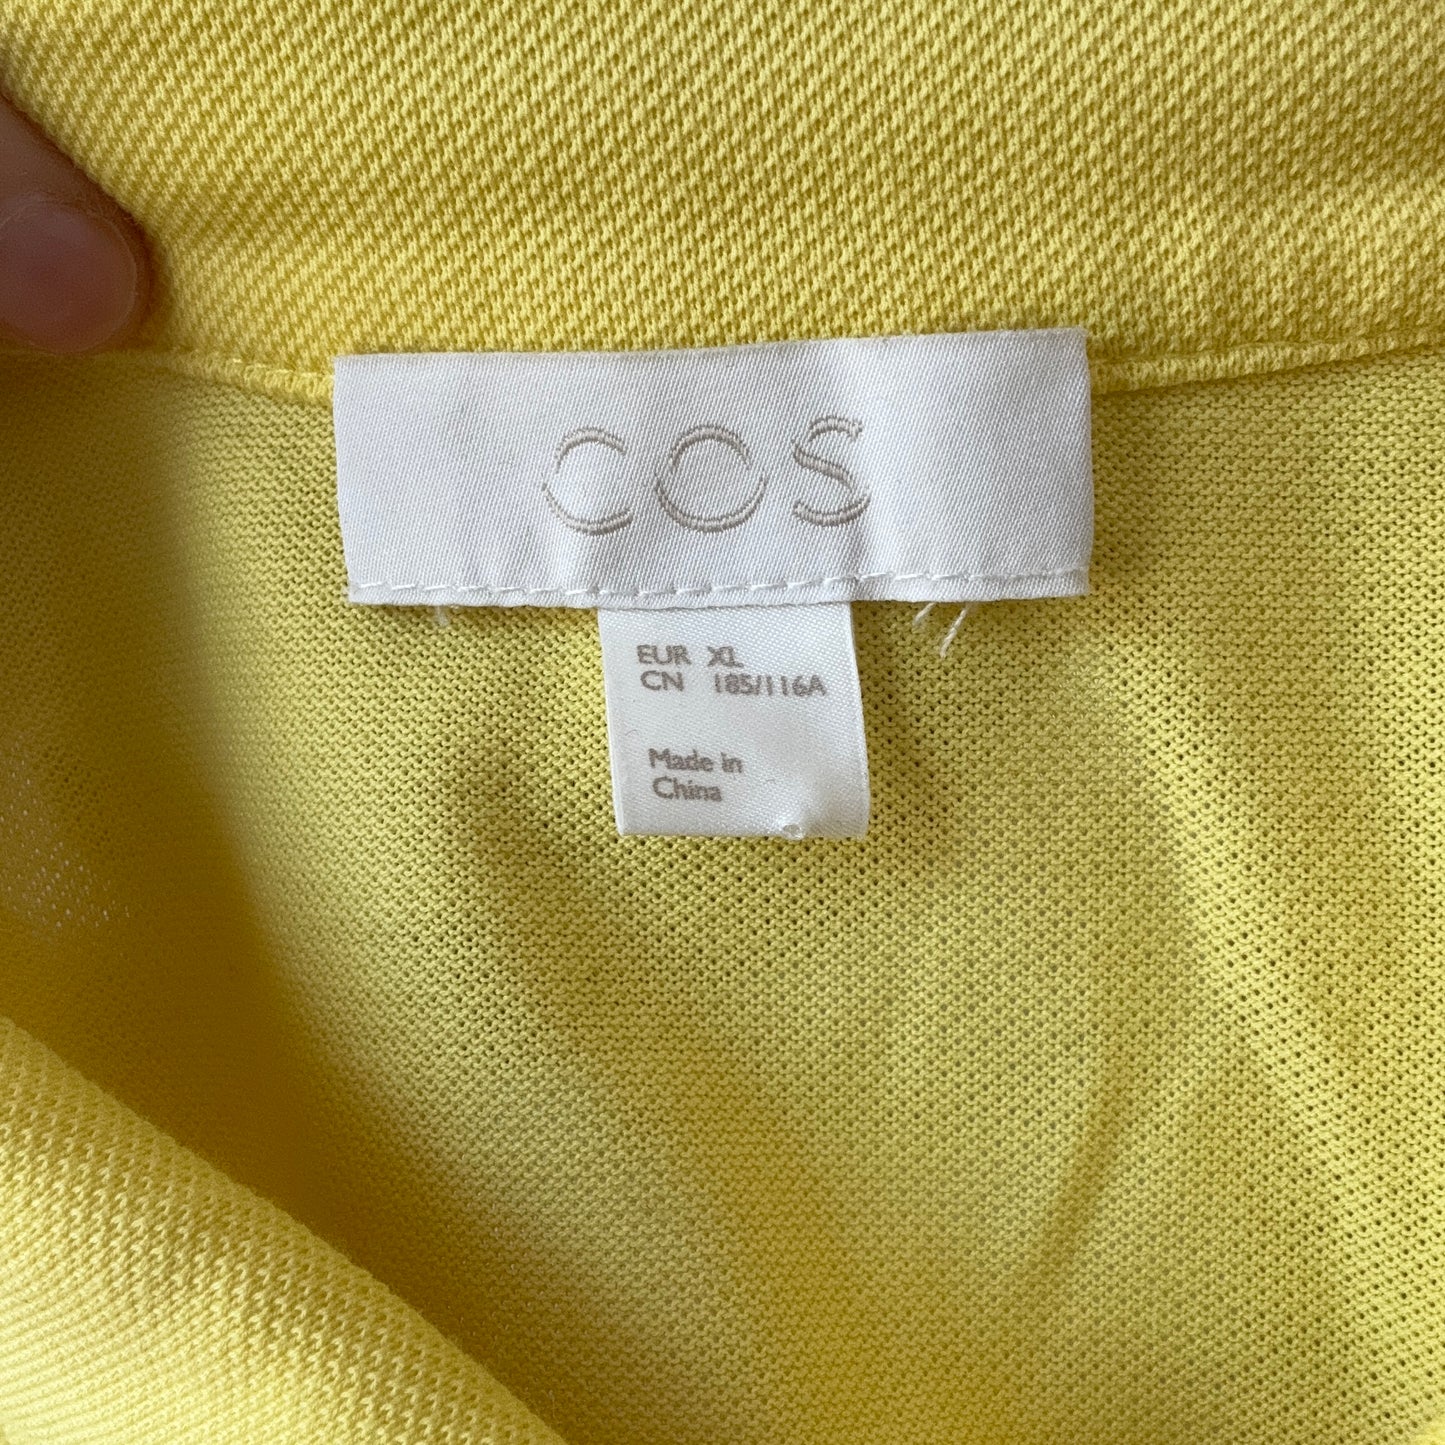 COS
EUR XL
CN 185/116A
Made in
China